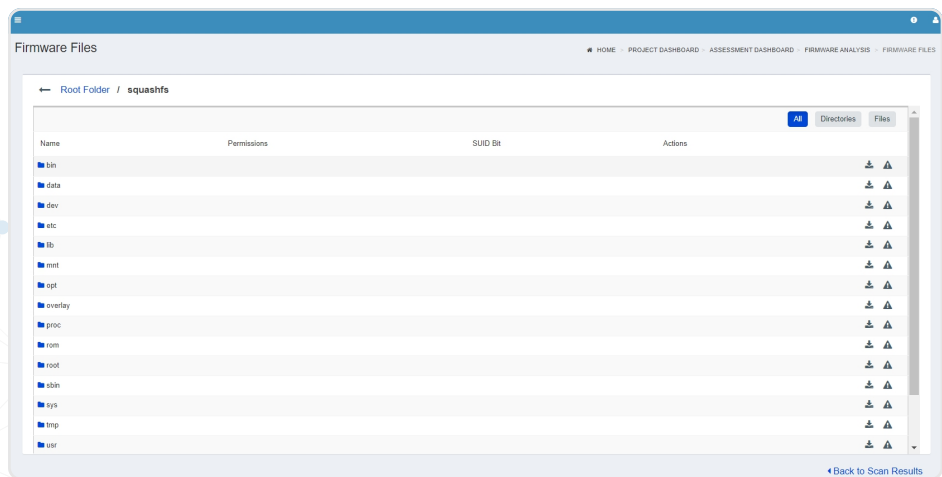 Firmware Files
HOME PROJECT DASHBOARD ASSESSMENT DASHBOARD FIRMWARE ANALYSIS FIRMWARE FILES
Root Folder / squashfs
All Directories Files
Name Permissions SUID Bit Actions
bin
data
dev
etc
lib
mnt
opt
overlay
proc
rom
root
sbin
sys
tmp
usr
Back to Scan Results